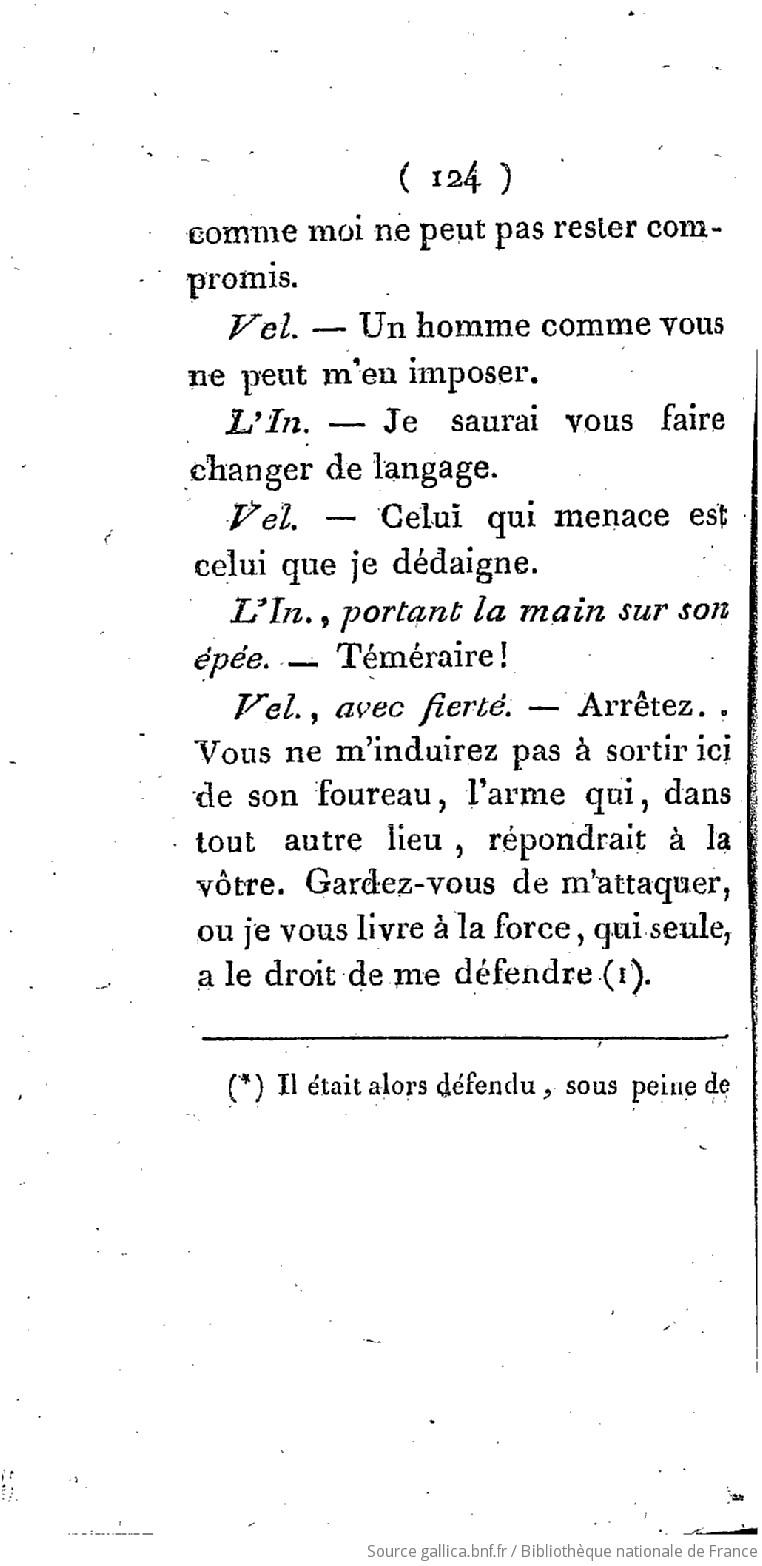 ( 124 )
comme moi ne peut pas rester com-
promis.
Vel. — Un homme comme vous
ne peut m'en imposer.
L'In. — Je saurai vous faire
changer de langage.
Vel. — Celui qui menace est
celui que je dédaigne.
L'In., portant la main sur son
épée. — Téméraire!
Vel., avec fierté. — Arrêtez. .
Vous ne m'induirez pas à sortir ici
de son foureau, l'arme qui, dans
tout autre lieu, répondrait à la
vôtre. Gardez-vous de m'attaquer,
ou je vous livre à la force, qui seule,
a le droit de me défendre (1).
(*) Il était alors défendu, sous peine de
Source gallica.bnf.fr / Bibliothèque nationale de France